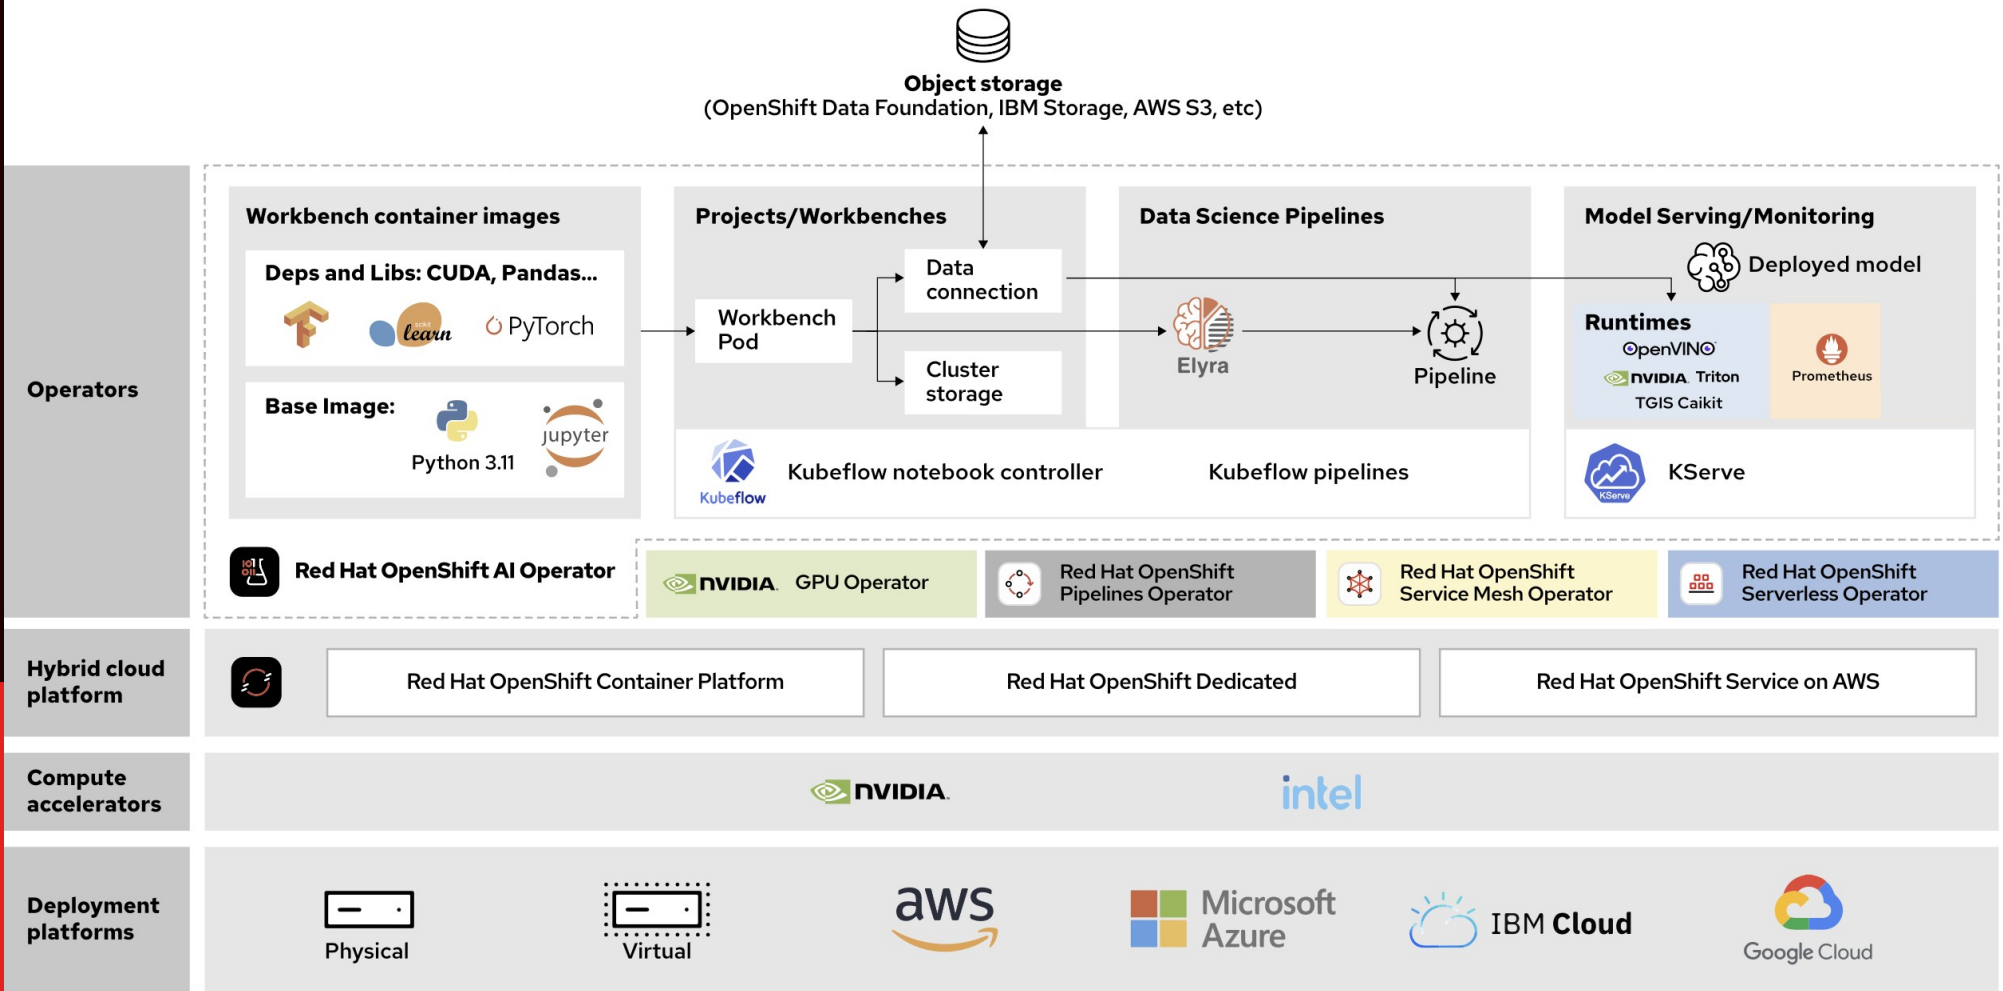 Object storage
(OpenShift Data Foundation, IBM Storage, AWS S3, etc)
Operators
Workbench container images
Deps and Libs: CUDA, Pandas...
scikit
learn
PyTorch
Base Image:
Python 3.11
jupyter
Projects/Workbenches
Workbench
Pod
Data
connection
Cluster
storage
Data Science Pipelines
Elyra
Pipeline
Kubeflow
Kubeflow notebook controller
Kubeflow pipelines
Model Serving/Monitoring
Deployed model
Runtimes
OpenVINO
NVIDIA. Triton
TGIS Caikit
Prometheus
KServe
KServe
Red Hat OpenShift AI Operator
NVIDIA. GPU Operator
Red Hat OpenShift
Pipelines Operator
Red Hat OpenShift
Service Mesh Operator
Red Hat OpenShift
Serverless Operator
Hybrid cloud
platform
Red Hat OpenShift Container Platform
Red Hat OpenShift Dedicated
Red Hat OpenShift Service on AWS
Compute
accelerators
NVIDIA.
intel
Deployment
platforms
Physical
Virtual
aws
Microsoft
Azure
IBM Cloud
Google Cloud